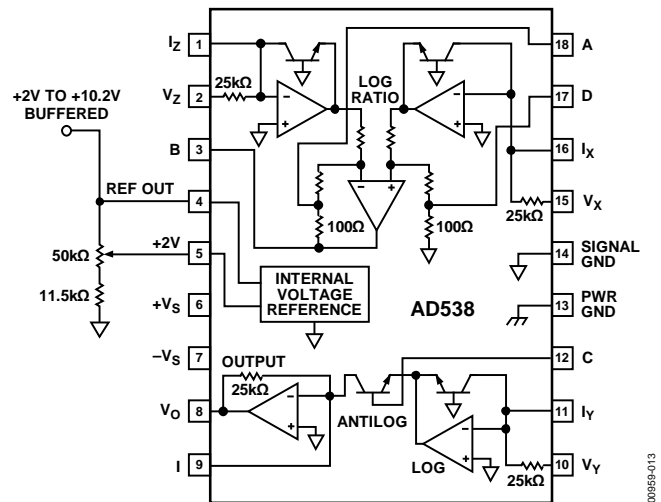 I_Z 1
V_Z 2
25kΩ
B 3
REF OUT 4
+2V 5
+V_S 6
–V_S 7
V_O 8
I 9
+2V TO +10.2V
BUFFERED
50kΩ
11.5kΩ
LOG
RATIO
–
+
–
+
–
+
100Ω
100Ω
INTERNAL
VOLTAGE
REFERENCE
AD538
OUTPUT
25kΩ
–
+
ANTILOG
LOG
–
+
25kΩ
25kΩ
18 A
17 D
16 I_X
15 V_X
14 SIGNAL
GND
13 PWR
GND
12 C
11 I_Y
10 V_Y
00959-013